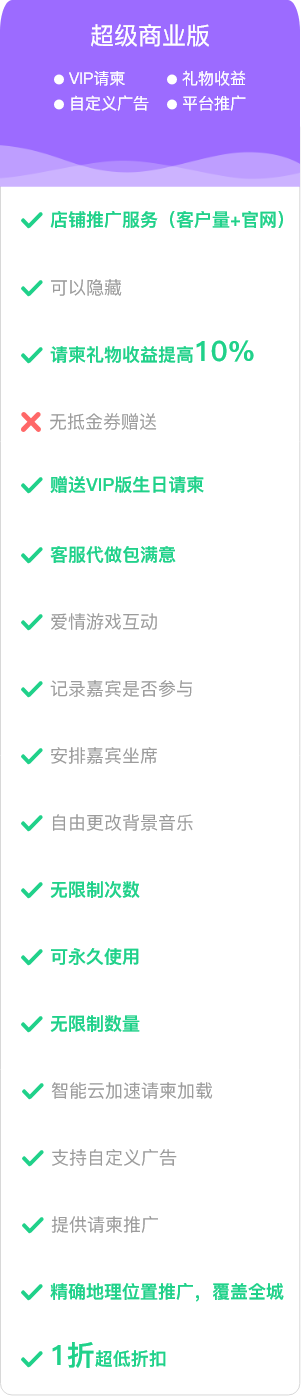 超级商业版
VIP请柬 礼物收益
自定义广告 平台推广
店铺推广服务（客户量+官网）
可以隐藏
请柬礼物收益提高10%
无抵金券赠送
赠送VIP版生日请柬
客服代做包满意
爱情游戏互动
记录嘉宾是否参与
安排嘉宾坐席
自由更改背景音乐
无限制次数
可永久使用
无限制数量
智能云加速请柬加载
支持自定义广告
提供请柬推广
精确地理位置推广，覆盖全城
1折超低折扣